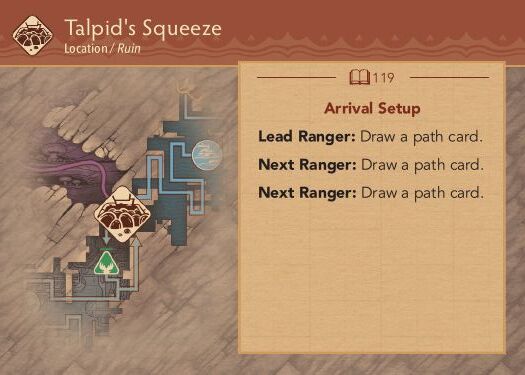 Talpid's Squeeze
Location / Ruin
119
Arrival Setup
Lead Ranger: Draw a path card.
Next Ranger: Draw a path card.
Next Ranger: Draw a path card.